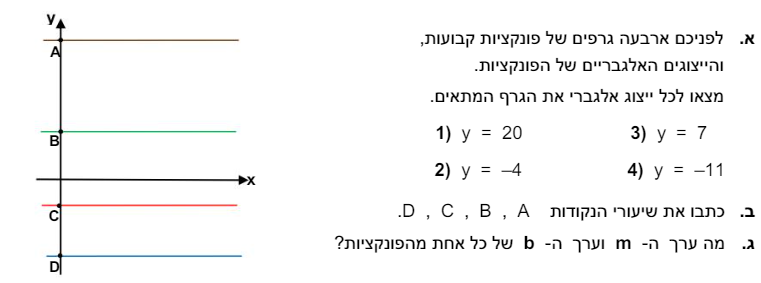 א. לפניכם ארבעה גרפים של פונקציות קבועות,
והייצוגים האלגבריים של הפונקציות.
מצאו לכל ייצוג אלגברי את הגרף המתאים.
1) y = 20
3) y = 7
2) y = –4
4) y = –11
ב. כתבו את שיעורי הנקודות D , C , B , A.
ג. מה ערך ה- m וערך ה- b של כל אחת מהפונקציות?
y
A
B
x
C
D